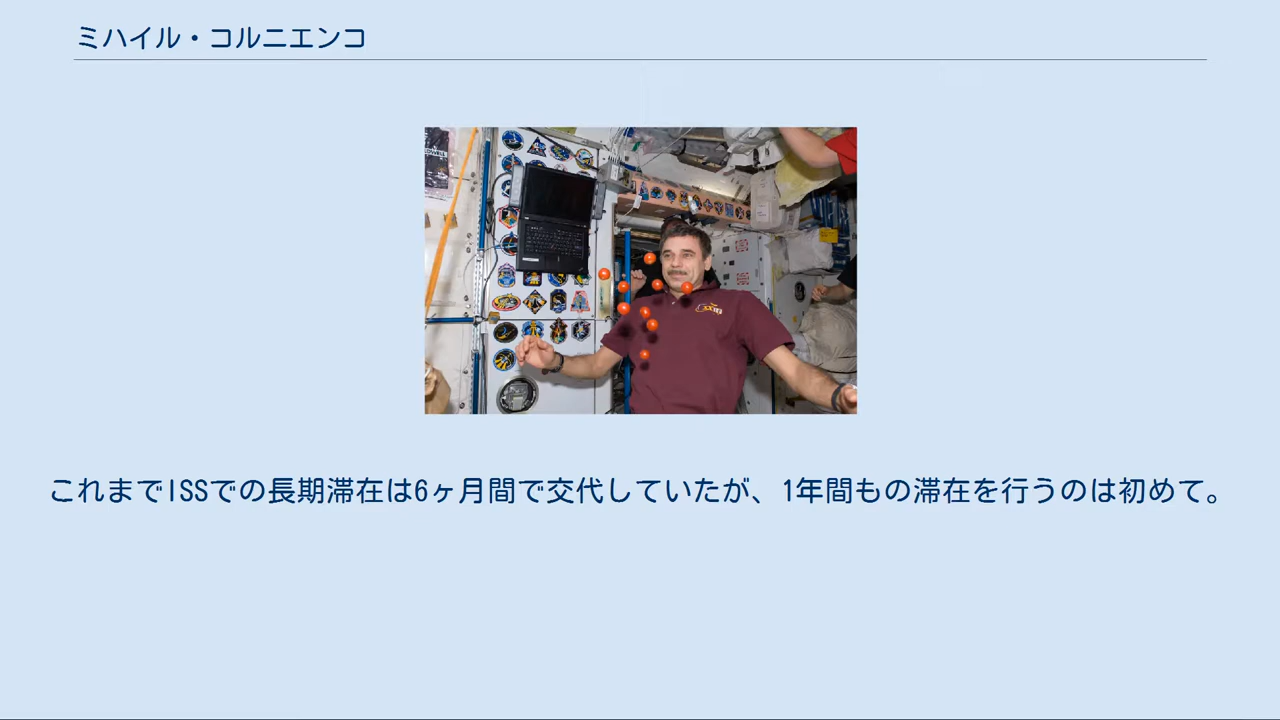 ミハイル・コルニエンコ
これまでISSでの長期滞在は6ヶ月間で交代していたが、1年間もの滞在を行うのは初めて。